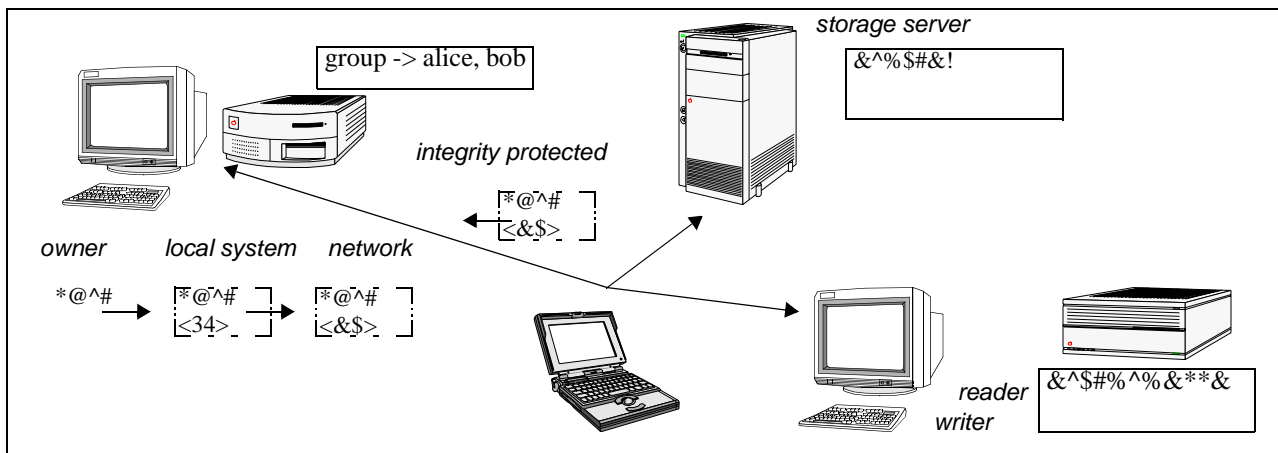 storage server
group -> alice, bob
&^%$#&!
integrity protected
*@^#
<&$>
owner local system network
*@^# *@^# *@^#
<34> <&$>
reader
writer
&^$#%^%&**&